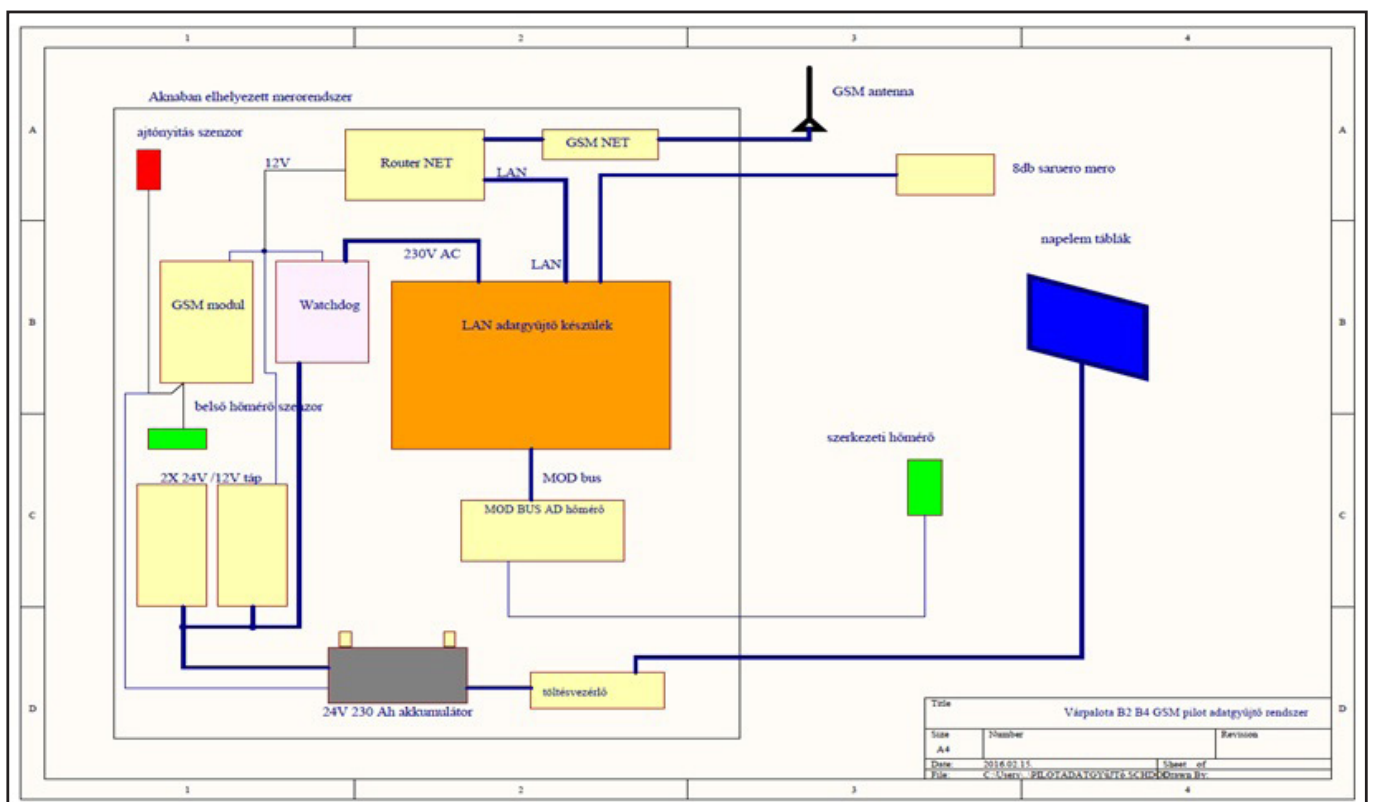 1 2 3 4
A A
Aknaban elhelyezett merorendszer
GSM antenna
ajtónyitás szenzor
12V
Router NET
GSM NET
LAN
8db saruero mero
230V AC
LAN
napelem táblák
B B
GSM modul
Watchdog
LAN adatgyűjtő készülék
belső hőmérő szenzor
szerkezeti hőmérő
2X 24V /12V táp
MOD bus
MOD BUS AD hőmérő
C C
töltésvezérlő
24V 230 Ah akkumulátor
D D
Title
Várpalota B2 B4 GSM pilot adatgyűjtő rendszer
Size Number Revision
A4
Date: 2016.02.15. Sheet of
File: PILOTADATGYűJTő.SCHDOC Drawn By:
1 2 3 4